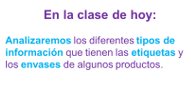 En la clase de hoy:
Analizaremos los diferentes tipos de
información que tienen las etiquetas y
los envases de algunos productos.